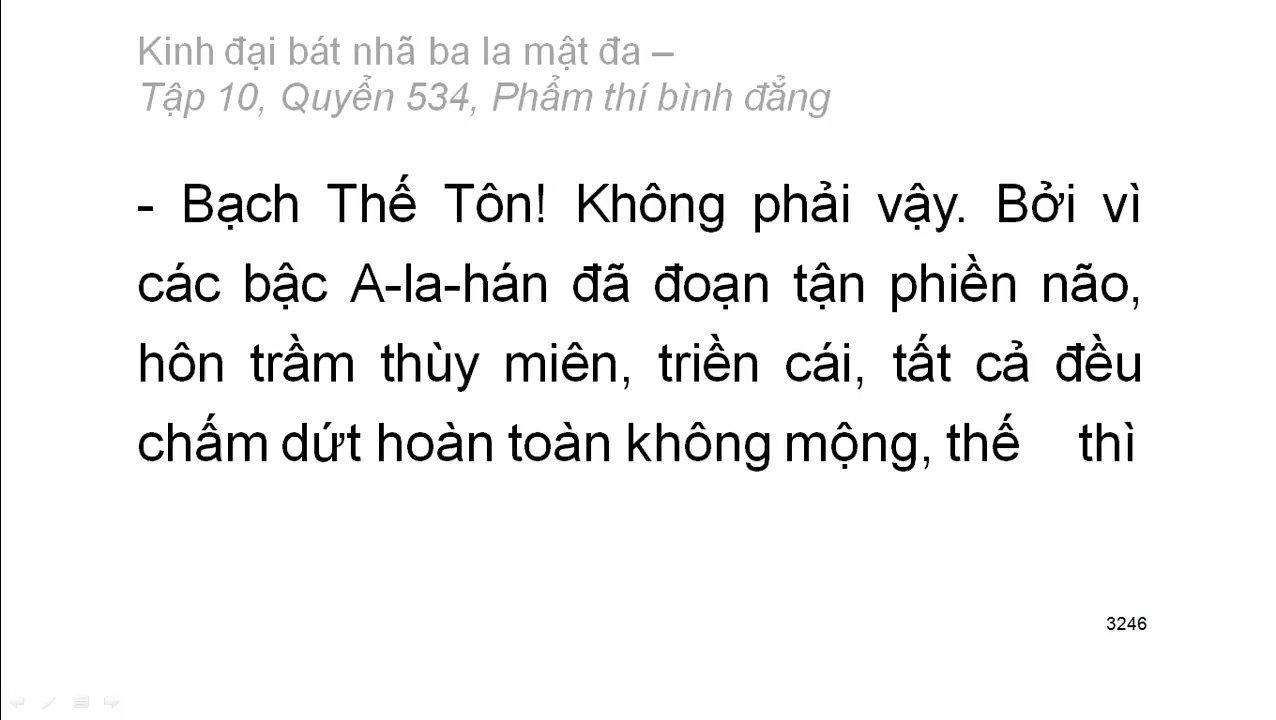 Kinh đại bát nhã ba la mật đa –
Tập 10, Quyển 534, Phẩm thí bình đẳng
- Bạch Thế Tôn! Không phải vậy. Bởi vì
các bậc A-la-hán đã đoạn tận phiền não,
hôn trầm thùy miên, triền cái, tất cả đều
chấm dứt hoàn toàn không mộng, thế thì
3246